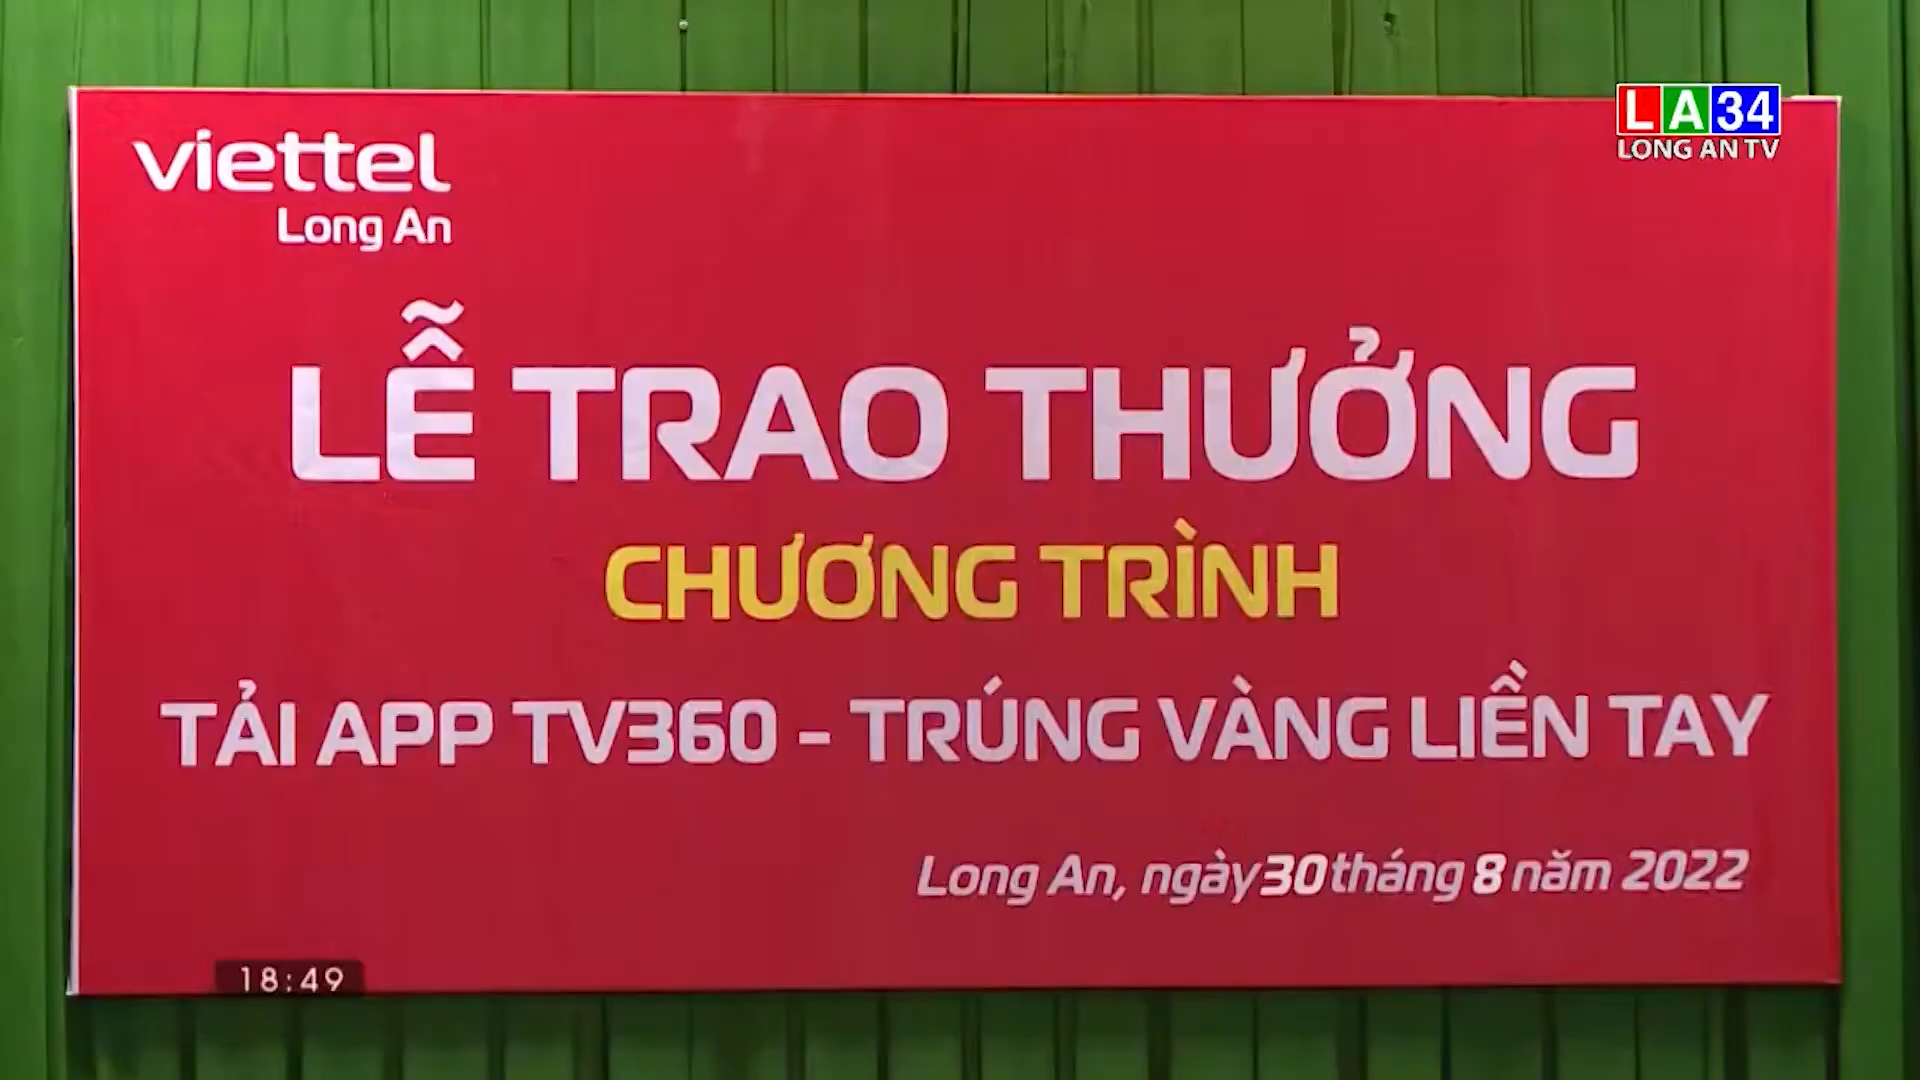 LA34
LONG AN TV
viettel
Long An
LỄ TRAO THƯỞNG
CHƯƠNG TRÌNH
TẢI APP TV360 - TRÚNG VÀNG LIỀN TAY
Long An, ngày 30 tháng 8 năm 2022
18:49